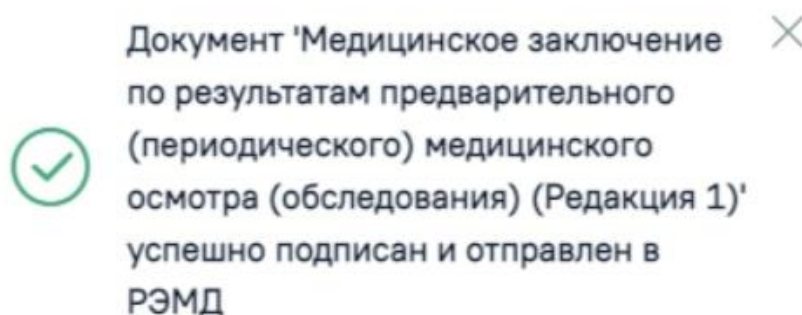 Документ 'Медицинское заключение
по результатам предварительного
(периодического) медицинского
осмотра (обследования) (Редакция 1)'
успешно подписан и отправлен в
РЭМД